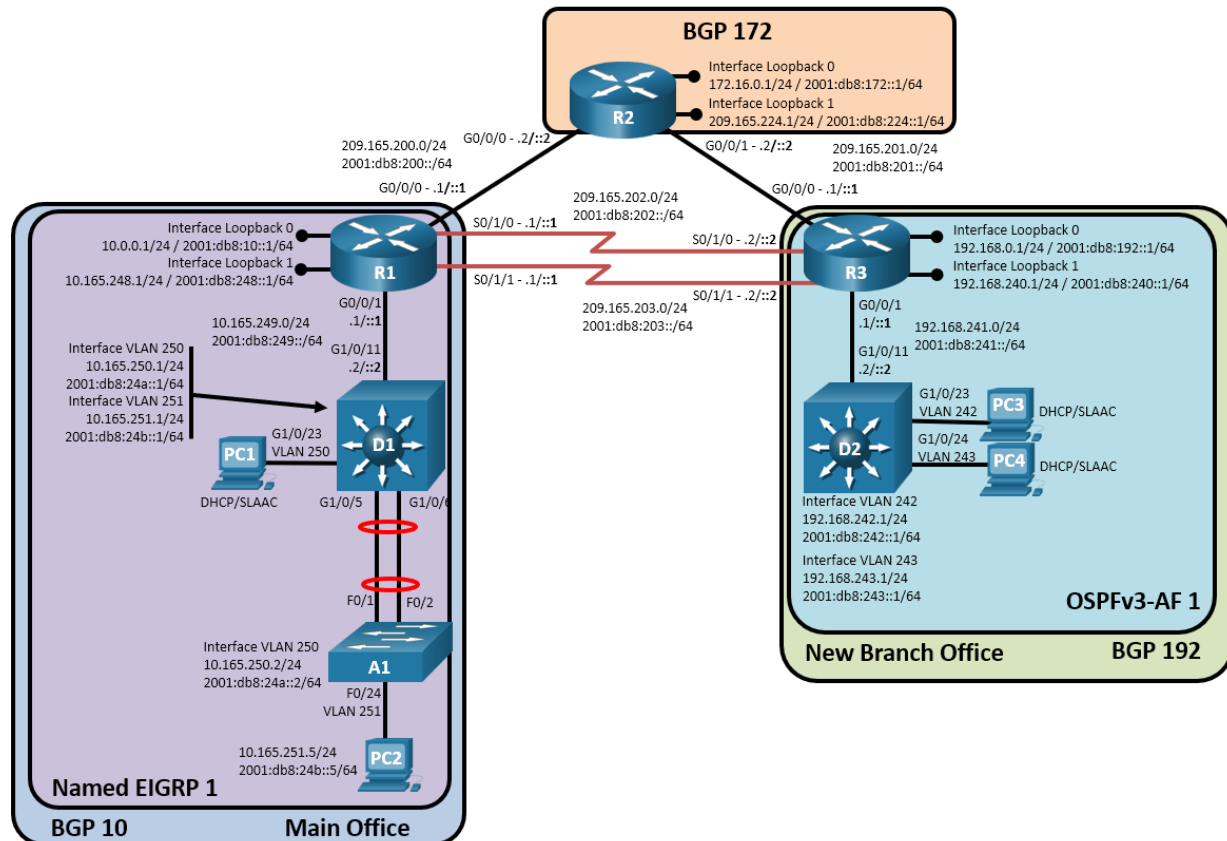 BGP 172
Interface Loopback 0
172.16.0.1/24 / 2001:db8:172::1/64
Interface Loopback 1
209.165.224.1/24 / 2001:db8:224::1/64
R2
G0/0/0 - .2/::2
G0/0/1 - .2/::2
209.165.200.0/24
2001:db8:200::/64
209.165.201.0/24
2001:db8:201::/64
G0/0/0 - .1/::1
G0/0/0 - .1/::1
209.165.202.0/24
2001:db8:202::/64
Interface Loopback 0
10.0.0.1/24 / 2001:db8:10::1/64
Interface Loopback 1
10.165.248.1/24 / 2001:db8:248::1/64
R1
S0/1/0 - .1/::1
S0/1/0 - .2/::2
S0/1/1 - .1/::1
S0/1/1 - .2/::2
209.165.203.0/24
2001:db8:203::/64
R3
Interface Loopback 0
192.168.0.1/24 / 2001:db8:192::1/64
Interface Loopback 1
192.168.240.1/24 / 2001:db8:240::1/64
G0/0/1
.1/::1
10.165.249.0/24
2001:db8:249::/64
G1/0/11
.2/::2
Interface VLAN 250
10.165.250.1/24
2001:db8:24a::1/64
Interface VLAN 251
10.165.251.1/24
2001:db8:24b::1/64
D1
G1/0/23
VLAN 250
PC1
DHCP/SLAAC
G1/0/5
G1/0/6
F0/1
F0/2
Interface VLAN 250
10.165.250.2/24
2001:db8:24a::2/64
A1
F0/24
VLAN 251
10.165.251.5/24
2001:db8:24b::5/64
PC2
Named EIGRP 1
BGP 10
Main Office
G0/0/1
.1/::1
192.168.241.0/24
2001:db8:241::/64
G1/0/11
.2/::2
D2
G1/0/23
VLAN 242
PC3
DHCP/SLAAC
G1/0/24
VLAN 243
PC4
DHCP/SLAAC
Interface VLAN 242
192.168.242.1/24
2001:db8:242::1/64
Interface VLAN 243
192.168.243.1/24
2001:db8:243::1/64
OSPFv3-AF 1
New Branch Office
BGP 192